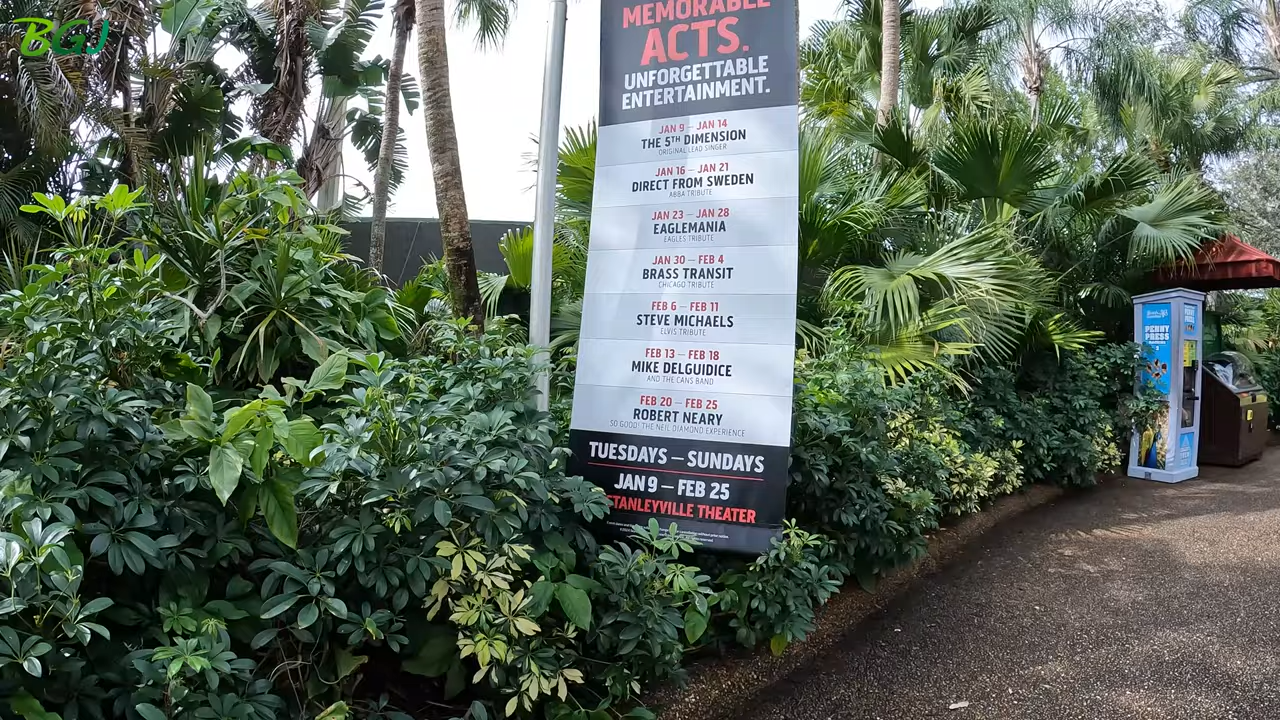 BGJ
MEMORABLE
ACTS.
UNFORGETTABLE
ENTERTAINMENT.
JAN 9 – JAN 14
THE 5TH DIMENSION
ORIGINAL LEAD SINGER
JAN 16 – JAN 21
DIRECT FROM SWEDEN
ABBA TRIBUTE
JAN 23 – JAN 28
EAGLEMANIA
EAGLES TRIBUTE
JAN 30 – FEB 4
BRASS TRANSIT
CHICAGO TRIBUTE
FEB 6 – FEB 11
STEVE MICHAELS
ELVIS TRIBUTE
FEB 13 – FEB 18
MIKE DELGUIDICE
AND THE CANS BAND
FEB 20 – FEB 25
ROBERT NEARY
SO GOOD! THE NEIL DIAMOND EXPERIENCE
TUESDAYS – SUNDAYS
JAN 9 – FEB 25
STANLEYVILLE THEATER
PENNY
PRESS